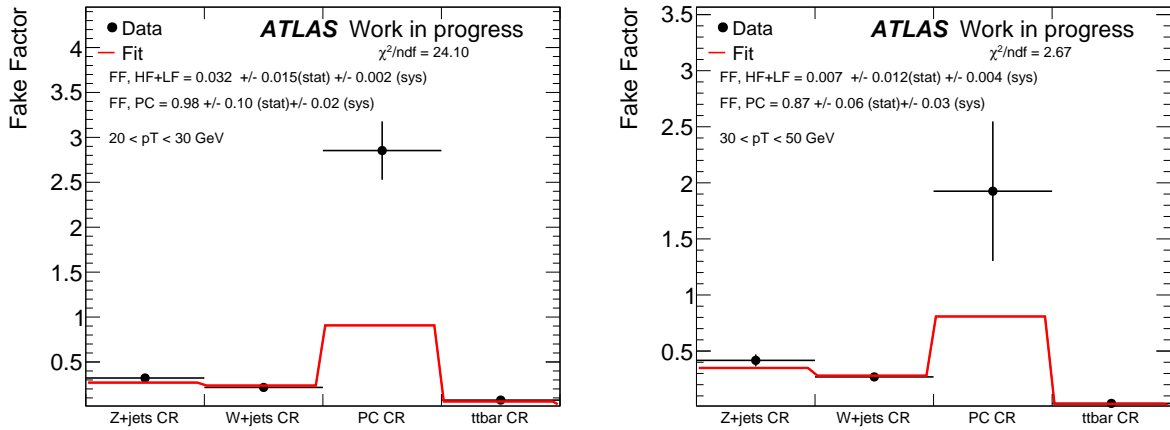 Fake Factor
4
3.5
3
2.5
2
1.5
1
0.5
Data
Fit
ATLAS Work in progress
χ²/ndf = 24.10
FF, HF+LF = 0.032 +/- 0.015(stat) +/- 0.002 (sys)
FF, PC = 0.98 +/- 0.10 (stat)+/- 0.02 (sys)
20 < pT < 30 GeV
Z+jets CR W+jets CR PC CR ttbar CR
Fake Factor
3.5
3
2.5
2
1.5
1
0.5
Data
Fit
ATLAS Work in progress
χ²/ndf = 2.67
FF, HF+LF = 0.007 +/- 0.012(stat) +/- 0.004 (sys)
FF, PC = 0.87 +/- 0.06 (stat)+/- 0.03 (sys)
30 < pT < 50 GeV
Z+jets CR W+jets CR PC CR ttbar CR